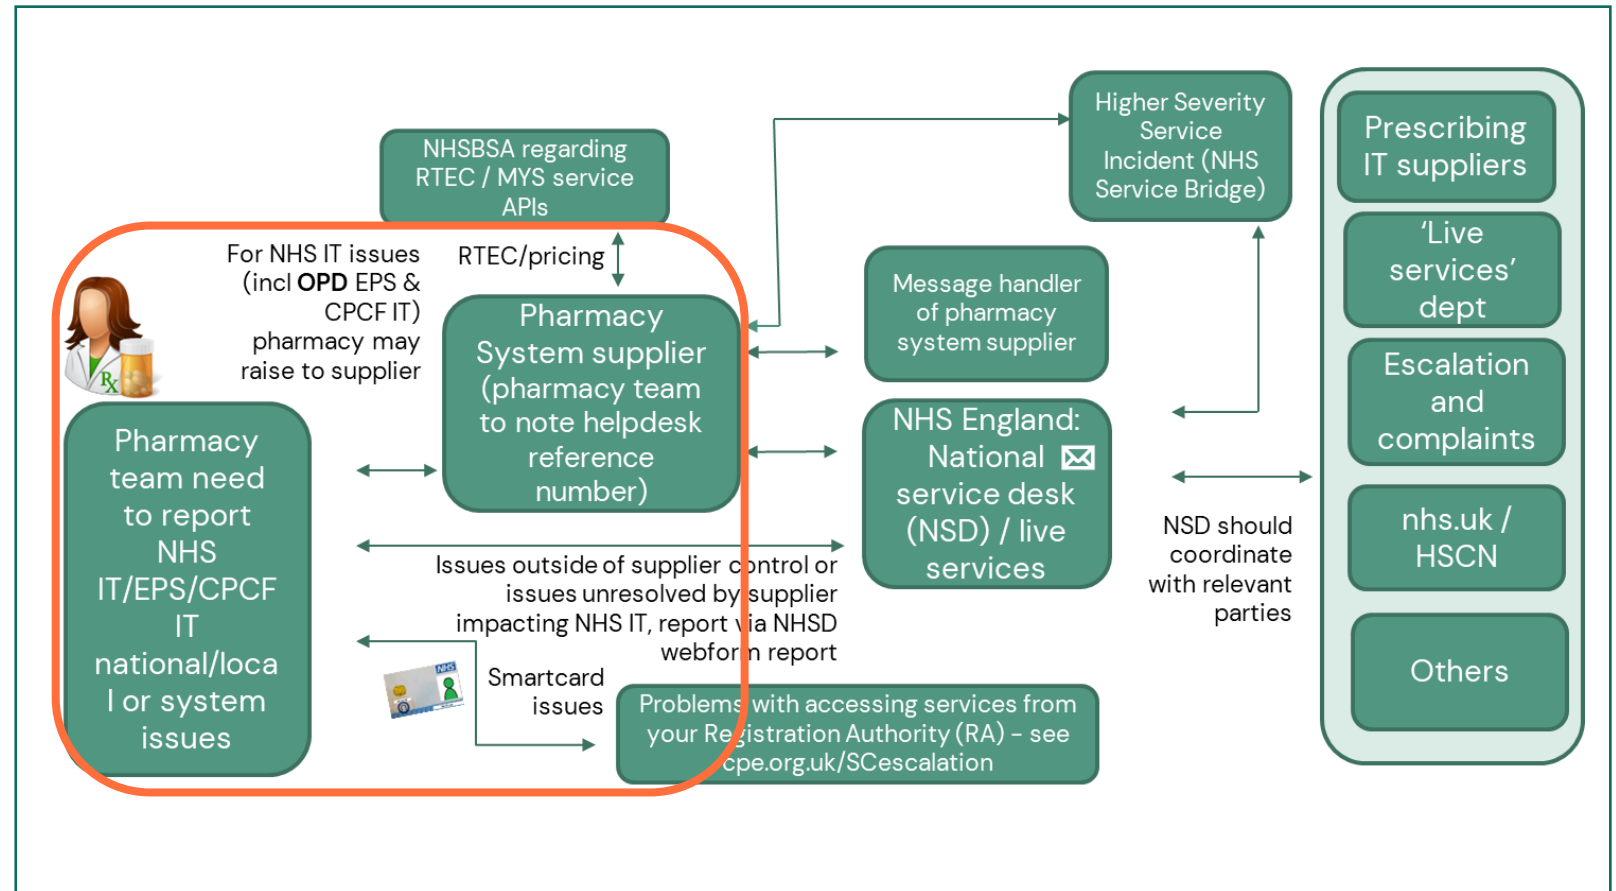 NHSBSA regarding
RTEC / MYS service
APIs
Higher Severity
Service
Incident (NHS
Service Bridge)
For NHS IT issues
(incl OPD EPS &
CPCF IT)
pharmacy may
raise to supplier
RTEC/pricing
Rx
Pharmacy
System supplier
(pharmacy team
to note helpdesk
reference
number)
Message handler
of pharmacy
system supplier
Pharmacy
team need
to report
NHS
IT/EPS/CPCF
IT
national/loca
l or system
issues
NHS England:
National
service desk
(NSD) / live
services
Issues outside of supplier control or
issues unresolved by supplier
impacting NHS IT, report via NHSD
webform report
NHS
Smartcard
issues
Problems with accessing services from
your Registration Authority (RA) – see
cpe.org.uk/SCescalation
NSD should
coordinate
with relevant
parties
Prescribing
IT suppliers
‘Live
services’
dept
Escalation
and
complaints
nhs.uk /
HSCN
Others